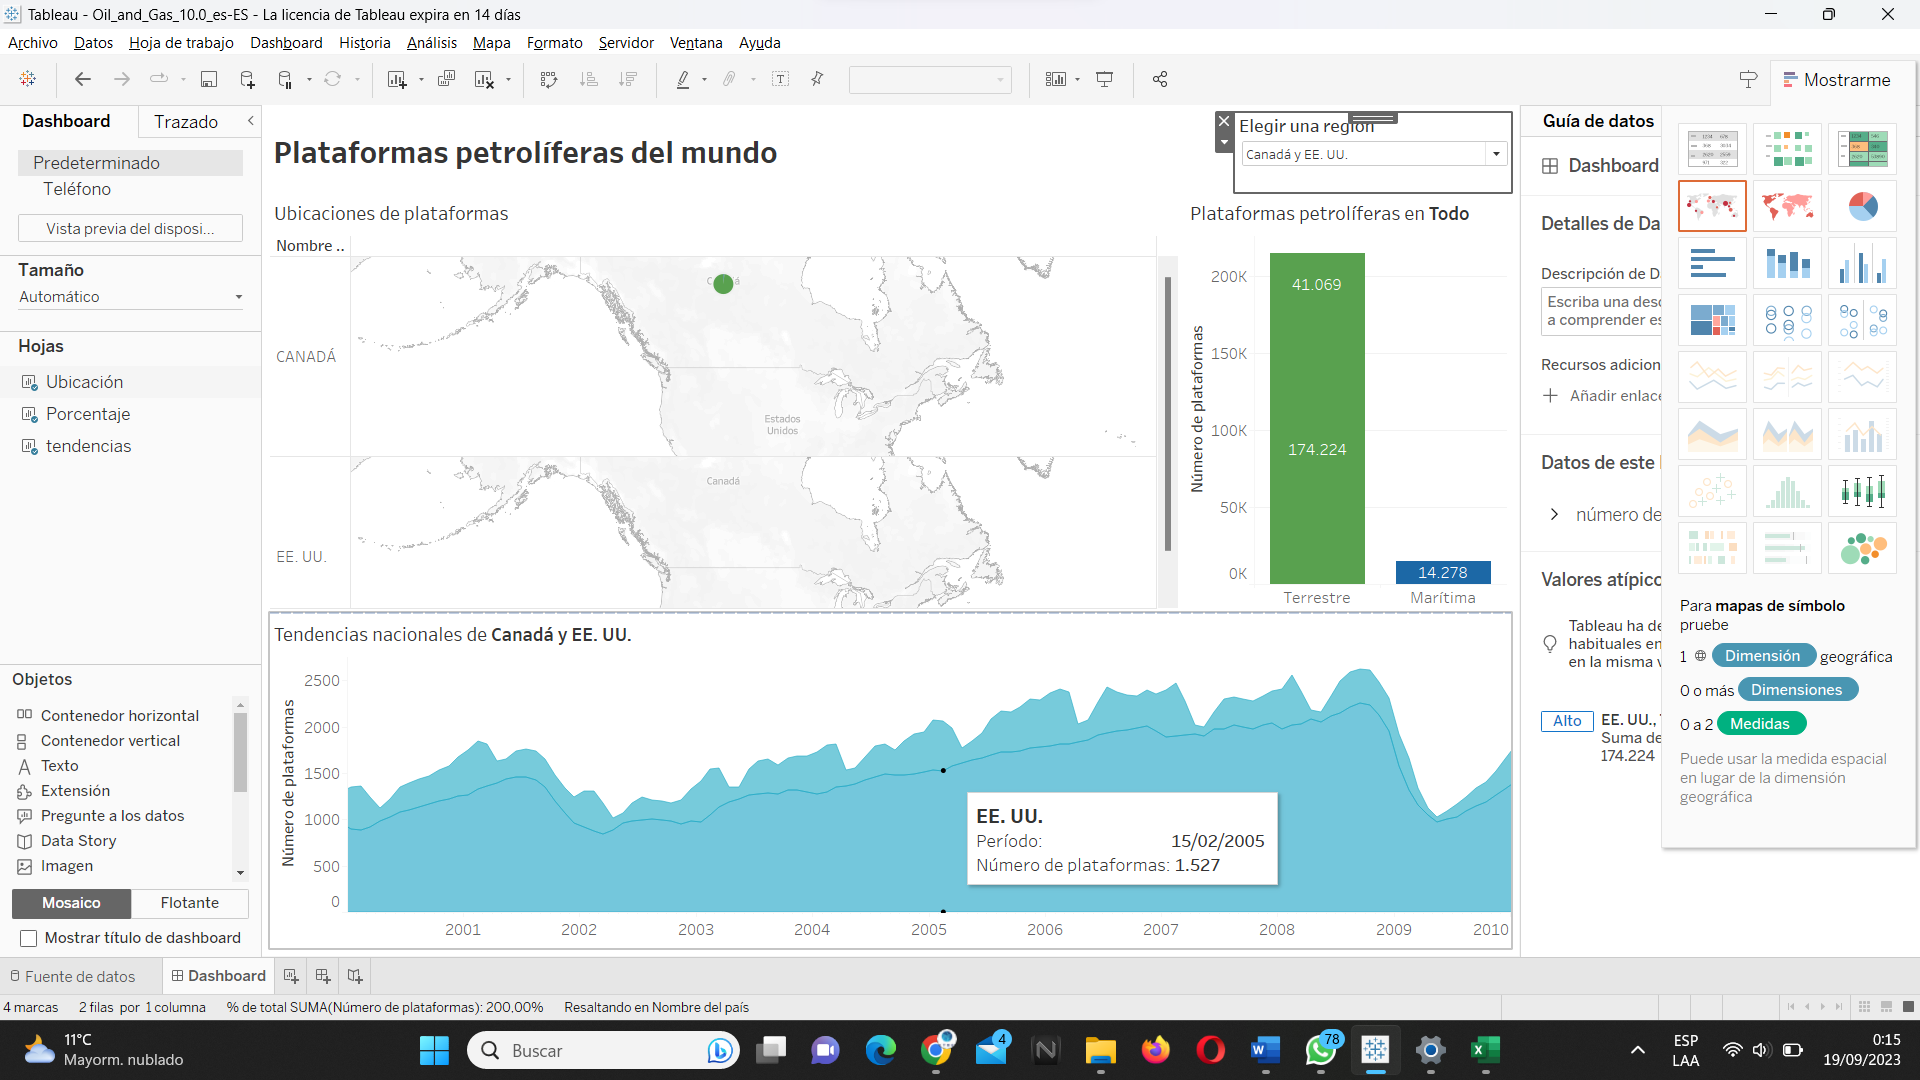 Tableau - Oil_and_Gas_10.0_es-ES - La licencia de Tableau expira en 14 días
Archivo Datos Hoja de trabajo Dashboard Historia Análisis Mapa Formato Servidor Ventana Ayuda
Mostrarme
Dashboard Trazado
Predeterminado
Teléfono
Vista previa del disposi...
Tamaño
Automático
Hojas
Ubicación
Porcentaje
tendencias
Objetos
Contenedor horizontal
Contenedor vertical
Texto
Extensión
Pregunte a los datos
Data Story
Imagen
Mosaico Flotante
Mostrar título de dashboard
Plataformas petrolíferas del mundo
Elegir una región
Canadá y EE. UU.
Ubicaciones de plataformas
Nombre ..
CANADÁ
Estados
Unidos
EE. UU.
Canadá
Plataformas petrolíferas en Todo
Número de plataformas
200K
150K
100K
50K
0K
41.069
174.224
14.278
Terrestre Marítima
Tendencias nacionales de Canadá y EE. UU.
Número de plataformas
2500
2000
1500
1000
500
0
2001 2002 2003 2004 2005 2006 2007 2008 2009 2010
EE. UU.
Período: 15/02/2005
Número de plataformas: 1.527
Guía de datos
Dashboard
Detalles de Da
Descripción de D
Escriba una desc
a comprender es
Recursos adicion
Añadir enlace
Datos de este
número de
Valores atípico
Tableau ha de
habituales en
en la misma v
Alto EE. UU.,
Suma de
174.224
Para mapas de símbolo
pruebe
1 Dimensión geográfica
0 o más Dimensiones
0 a 2 Medidas
Puede usar la medida espacial
en lugar de la dimensión
geográfica
Fuente de datos Dashboard
4 marcas 2 filas por 1 columna % de total SUMA(Número de plataformas): 200,00% Resaltando en Nombre del país
11°C
Mayorm. nublado
Buscar
4
78
ESP
LAA
0:15
19/09/2023